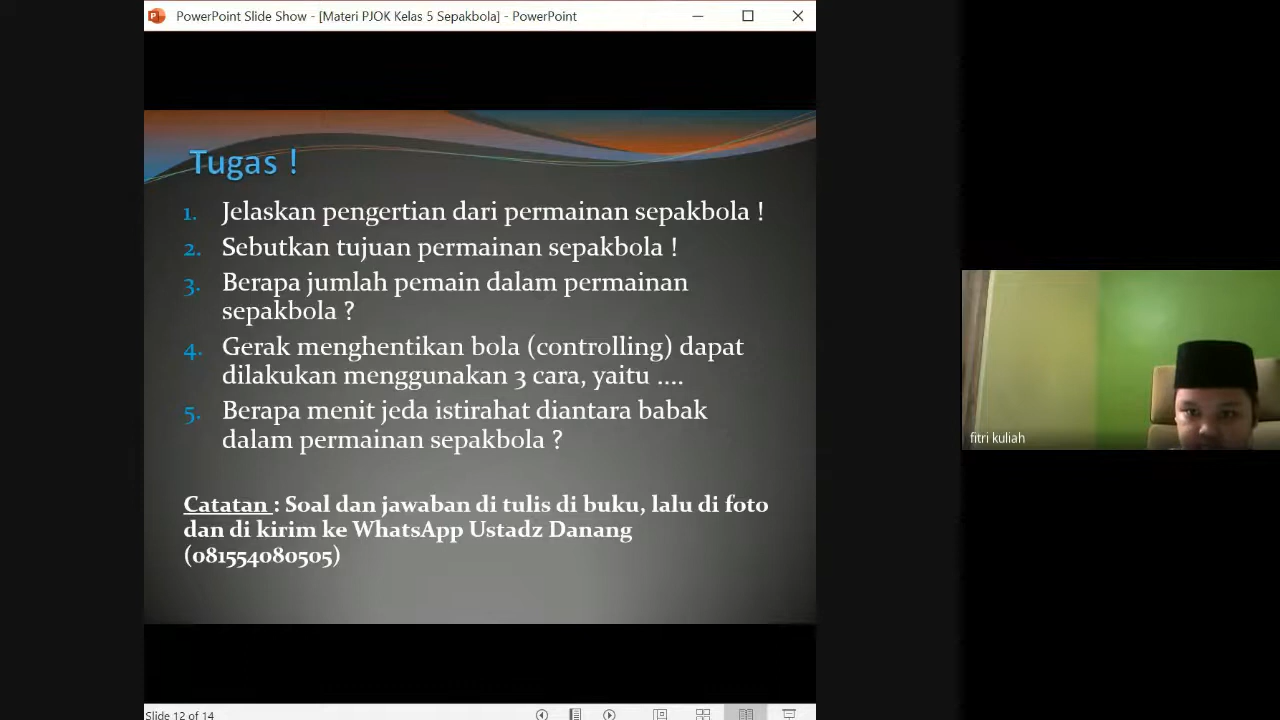 PowerPoint Slide Show - [Materi PJOK Kelas 5 Sepakbola] - PowerPoint
Tugas !
1. Jelaskan pengertian dari permainan sepakbola !
2. Sebutkan tujuan permainan sepakbola !
3. Berapa jumlah pemain dalam permainan
sepakbola ?
4. Gerak menghentikan bola (controlling) dapat
dilakukan menggunakan 3 cara, yaitu ....
5. Berapa menit jeda istirahat diantara babak
dalam permainan sepakbola ?
Catatan : Soal dan jawaban di tulis di buku, lalu di foto
dan di kirim ke WhatsApp Ustadz Danang
(081554080505)
fitri kuliah
Slide 12 of 14